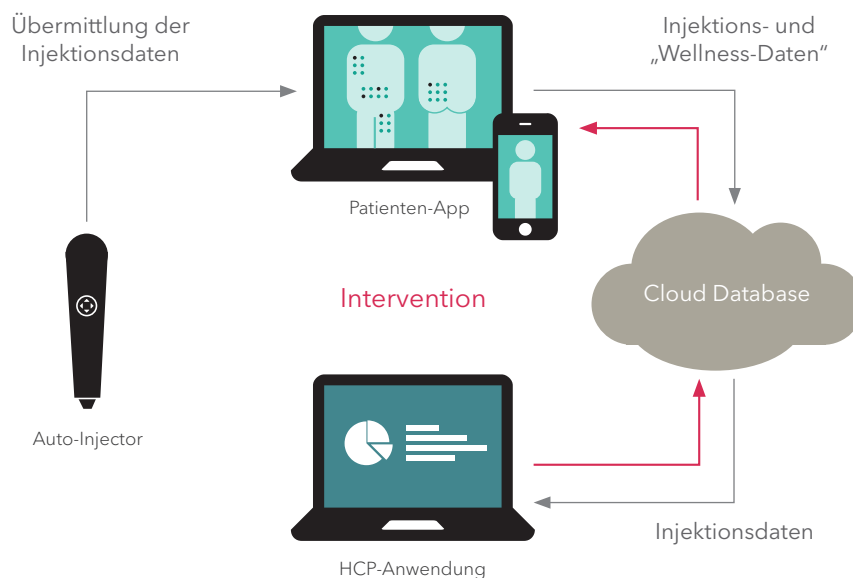 Übermittlung der
Injektionsdaten
Injektions- und
„Wellness-Daten“
Patienten-App
Intervention
Cloud Database
Auto-Injector
Injektionsdaten
HCP-Anwendung